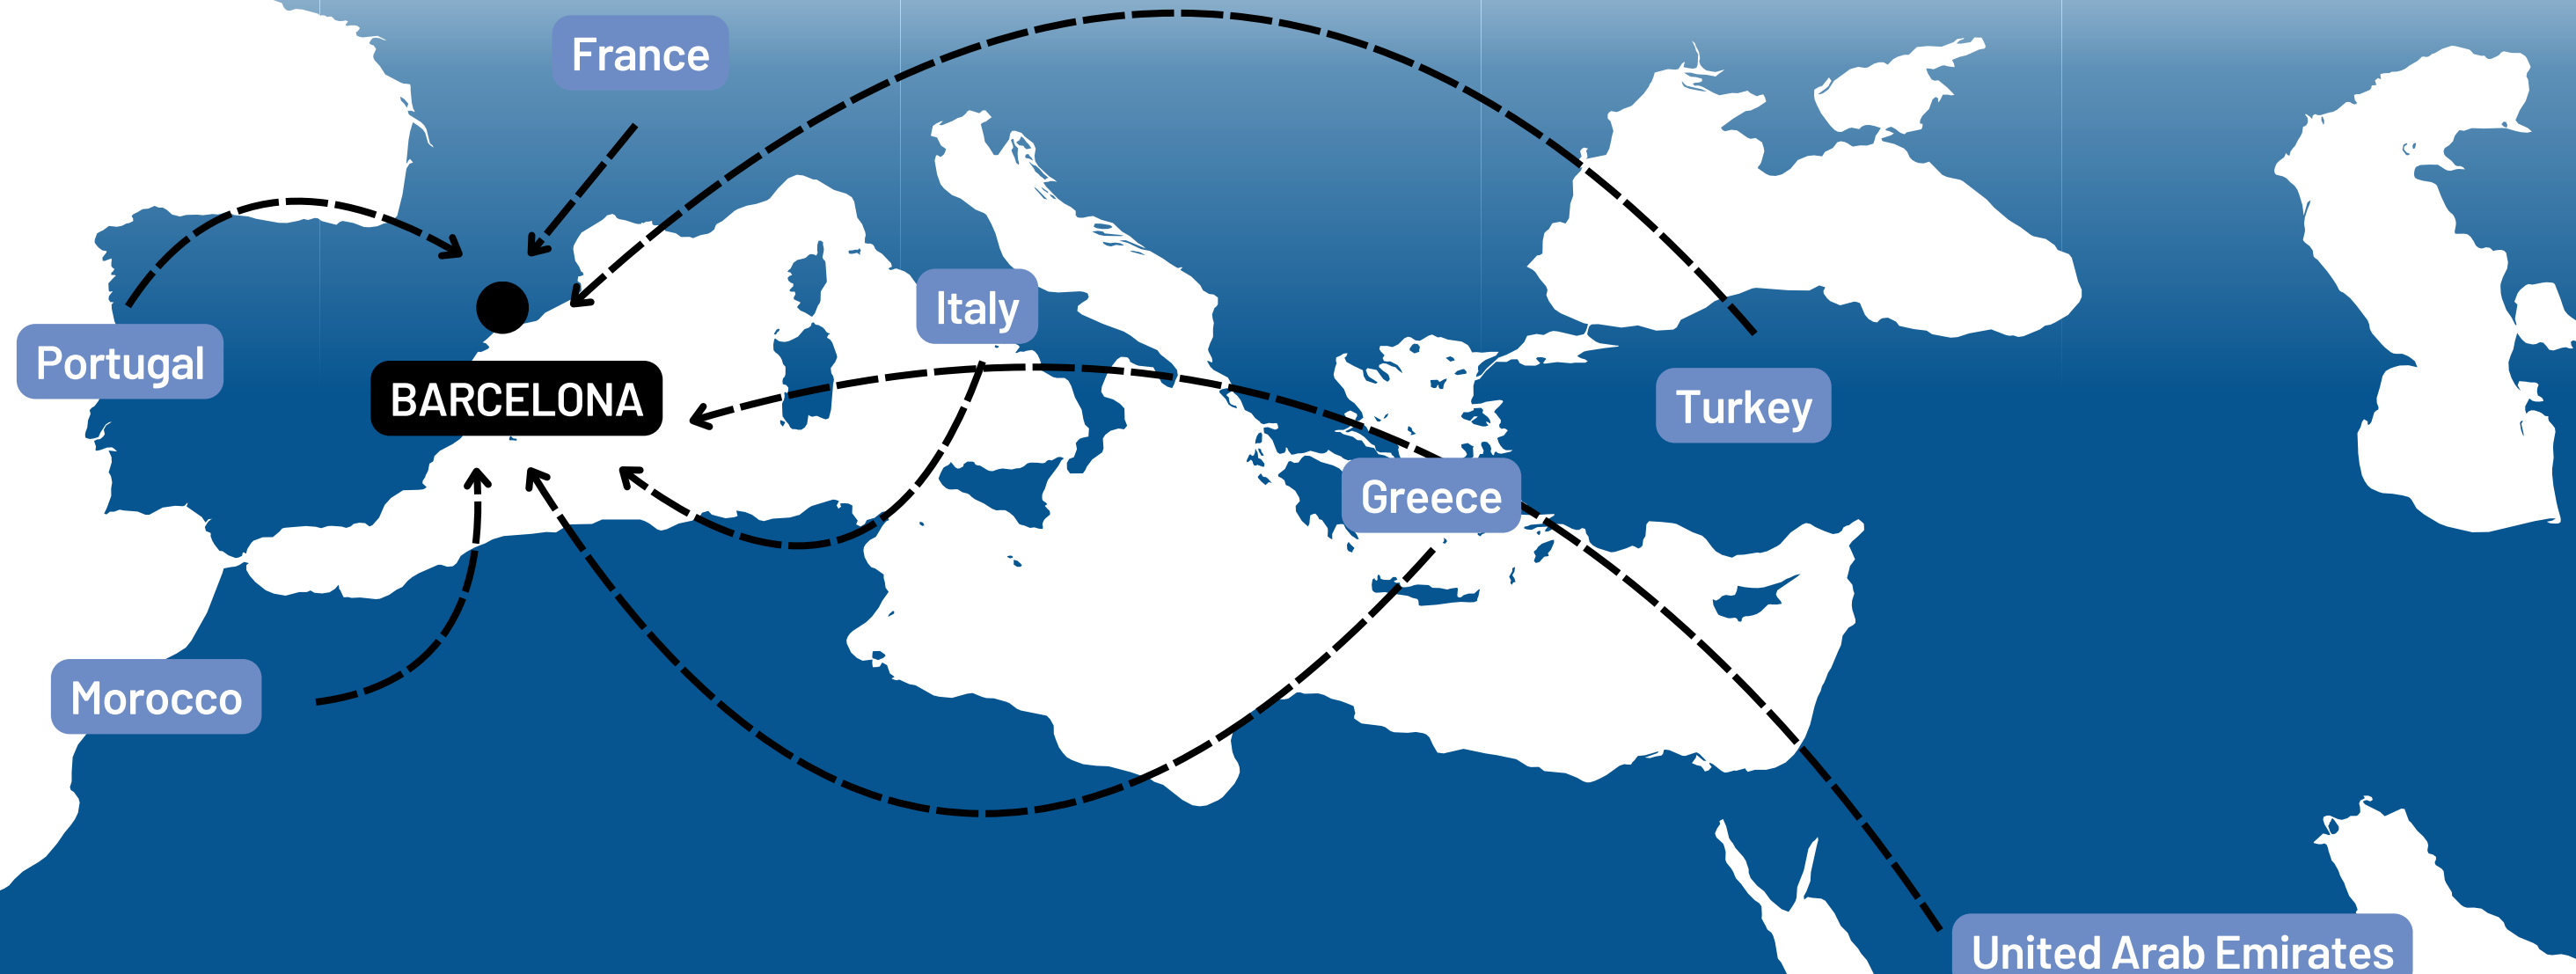 France
Italy
Portugal
BARCELONA
Turkey
Greece
Morocco
United Arab Emirates